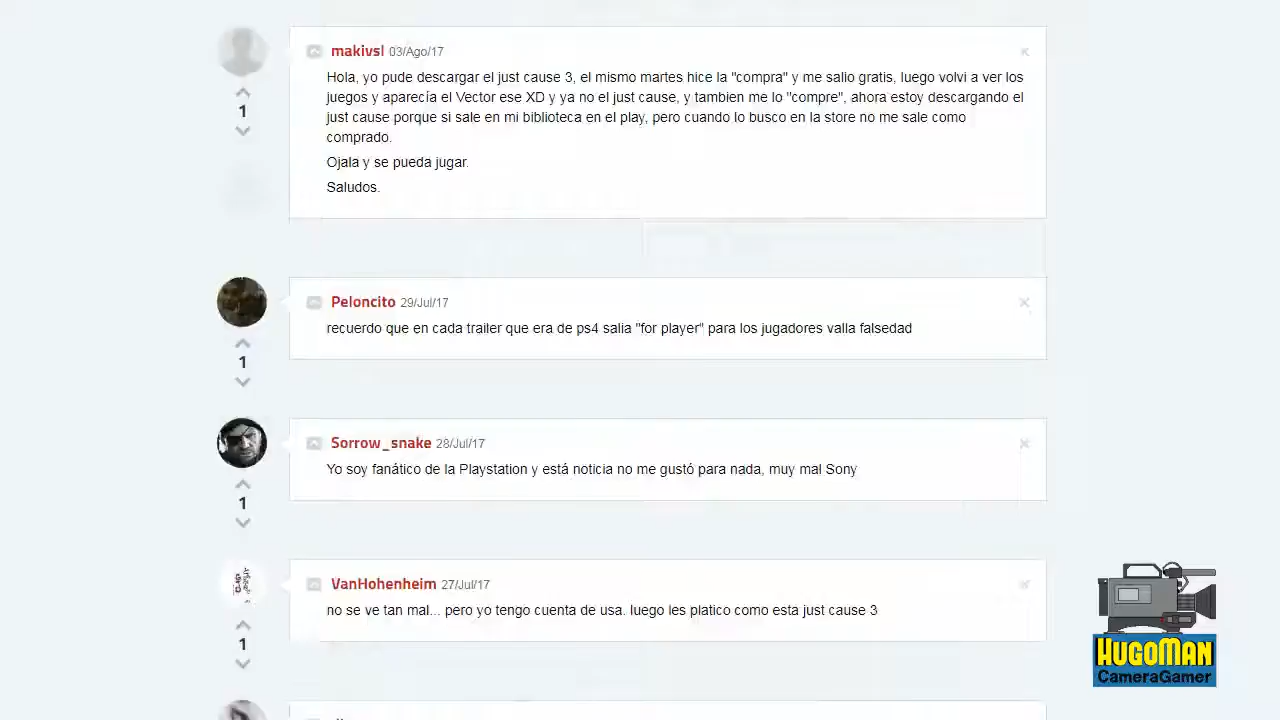 makivsl 03/Ago/17
Hola, yo pude descargar el just cause 3, el mismo martes hice la "compra" y me salio gratis, luego volvi a ver los
juegos y aparecía el Vector ese XD y ya no el just cause, y tambien me lo "compre", ahora estoy descargando el
just cause porque si sale en mi biblioteca en el play, pero cuando lo busco en la store no me sale como
comprado.
Ojala y se pueda jugar.
Saludos.
1
Peloncito 29/Jul/17
recuerdo que en cada trailer que era de ps4 salia "for player" para los jugadores valla falsedad
1
Sorrow_snake 28/Jul/17
Yo soy fanático de la Playstation y está noticia no me gustó para nada, muy mal Sony
1
VanHohenheim 27/Jul/17
no se ve tan mal... pero yo tengo cuenta de usa. luego les platico como esta just cause 3
1
HUGOMAN
CameraGamer